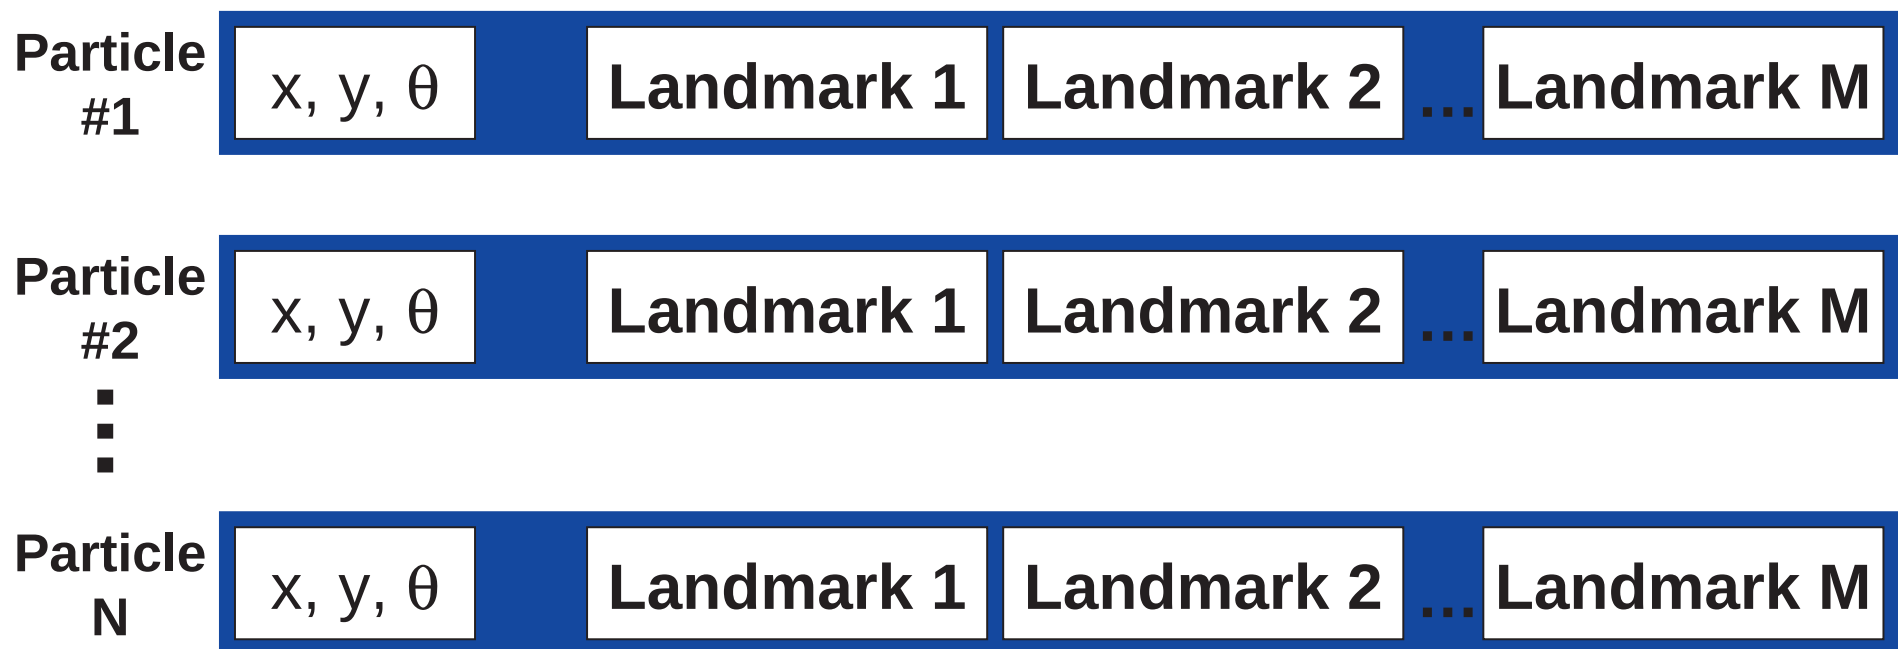 Particle
#1
x, y, θ
Landmark 1
Landmark 2
...
Landmark M
Particle
#2
x, y, θ
Landmark 1
Landmark 2
...
Landmark M
Particle
N
x, y, θ
Landmark 1
Landmark 2
...
Landmark M